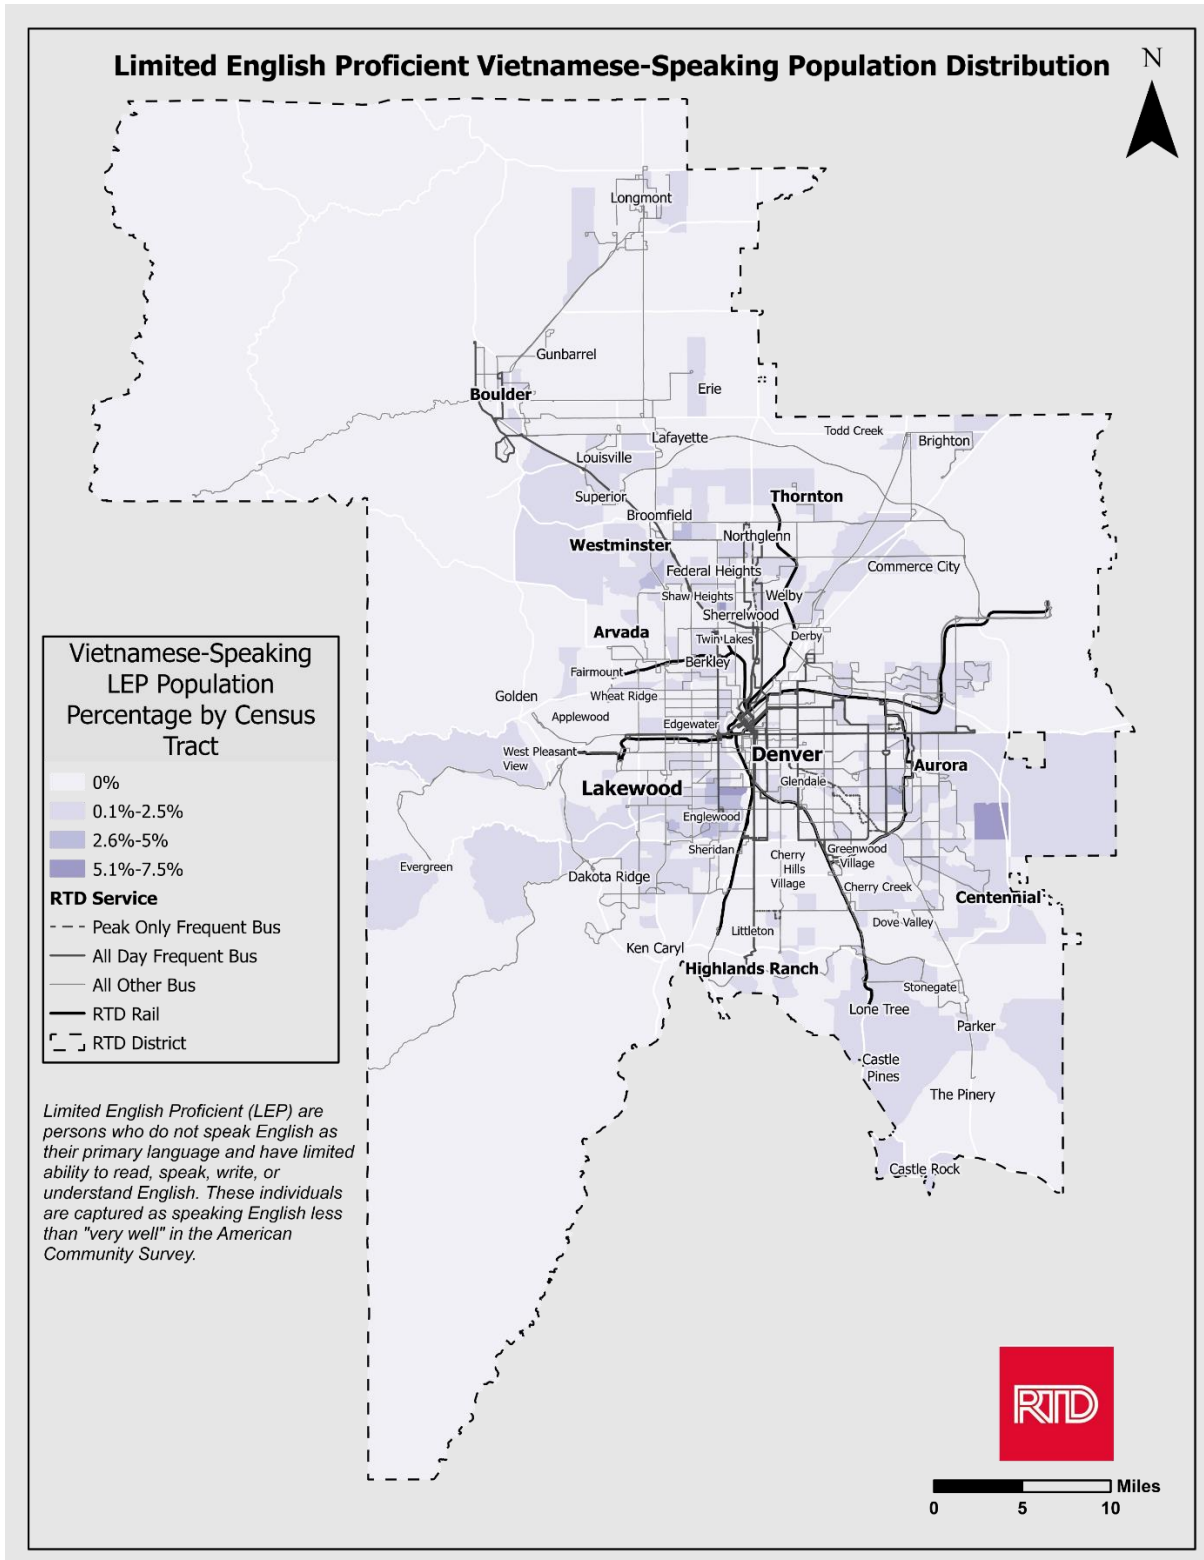 Limited English Proficient Vietnamese-Speaking Population Distribution
N
Longmont
Gunbarrel
Boulder
Erie
Todd Creek
Brighton
Lafayette
Louisville
Superior
Thornton
Broomfield
Westminster
Northglenn
Federal Heights
Commerce City
Shaw Heights
Welby
Sherrelwood
Arvada
Twin Lakes
Derby
Berkley
Fairmount
Golden
Wheat Ridge
Applewood
Edgewater
West Pleasant
View
Denver
Aurora
Lakewood
Glendale
Englewood
Sheridan
Greenwood
Village
Cherry
Hills
Village
Evergreen
Dakota Ridge
Cherry Creek
Centennial
Dove Valley
Littleton
Ken Caryl
Highlands Ranch
Stonegate
Lone Tree
Parker
Castle
Pines
The Pinery
Castle Rock
Vietnamese-Speaking
LEP Population
Percentage by Census
Tract
0%
0.1%-2.5%
2.6%-5%
5.1%-7.5%
RTD Service
Peak Only Frequent Bus
All Day Frequent Bus
All Other Bus
RTD Rail
RTD District
Limited English Proficient (LEP) are
persons who do not speak English as
their primary language and have limited
ability to read, speak, write, or
understand English. These individuals
are captured as speaking English less
than "very well" in the American
Community Survey.
RTD
Miles
0 5 10